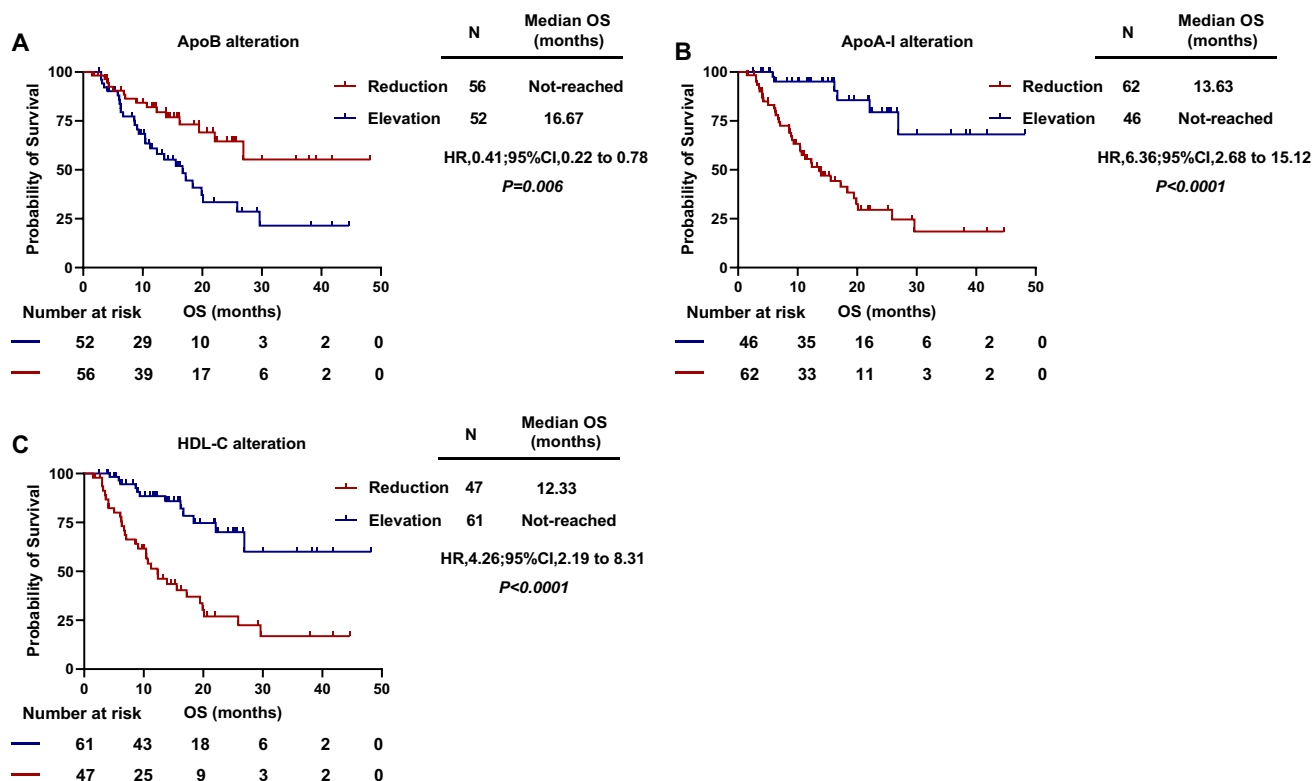 A
ApoB alteration
N
Median OS
(months)
Reduction 56 Not-reached
Elevation 52 16.67
HR,0.41;95%CI,0.22 to 0.78
P=0.006
Probability of Survival
100
75
50
25
0
0 10 20 30 40 50
Number at risk OS (months)
52 29 10 3 2 0
56 39 17 6 2 0
B
ApoA-I alteration
N
Median OS
(months)
Reduction 62 13.63
Elevation 46 Not-reached
HR,6.36;95%CI,2.68 to 15.12
P<0.0001
Probability of Survival
100
75
50
25
0
0 10 20 30 40 50
Number at risk OS (months)
46 35 16 6 2 0
62 33 11 3 2 0
C
HDL-C alteration
N
Median OS
(months)
Reduction 47 12.33
Elevation 61 Not-reached
HR,4.26;95%CI,2.19 to 8.31
P<0.0001
Probability of Survival
100
75
50
25
0
0 10 20 30 40 50
Number at risk OS (months)
61 43 18 6 2 0
47 25 9 3 2 0